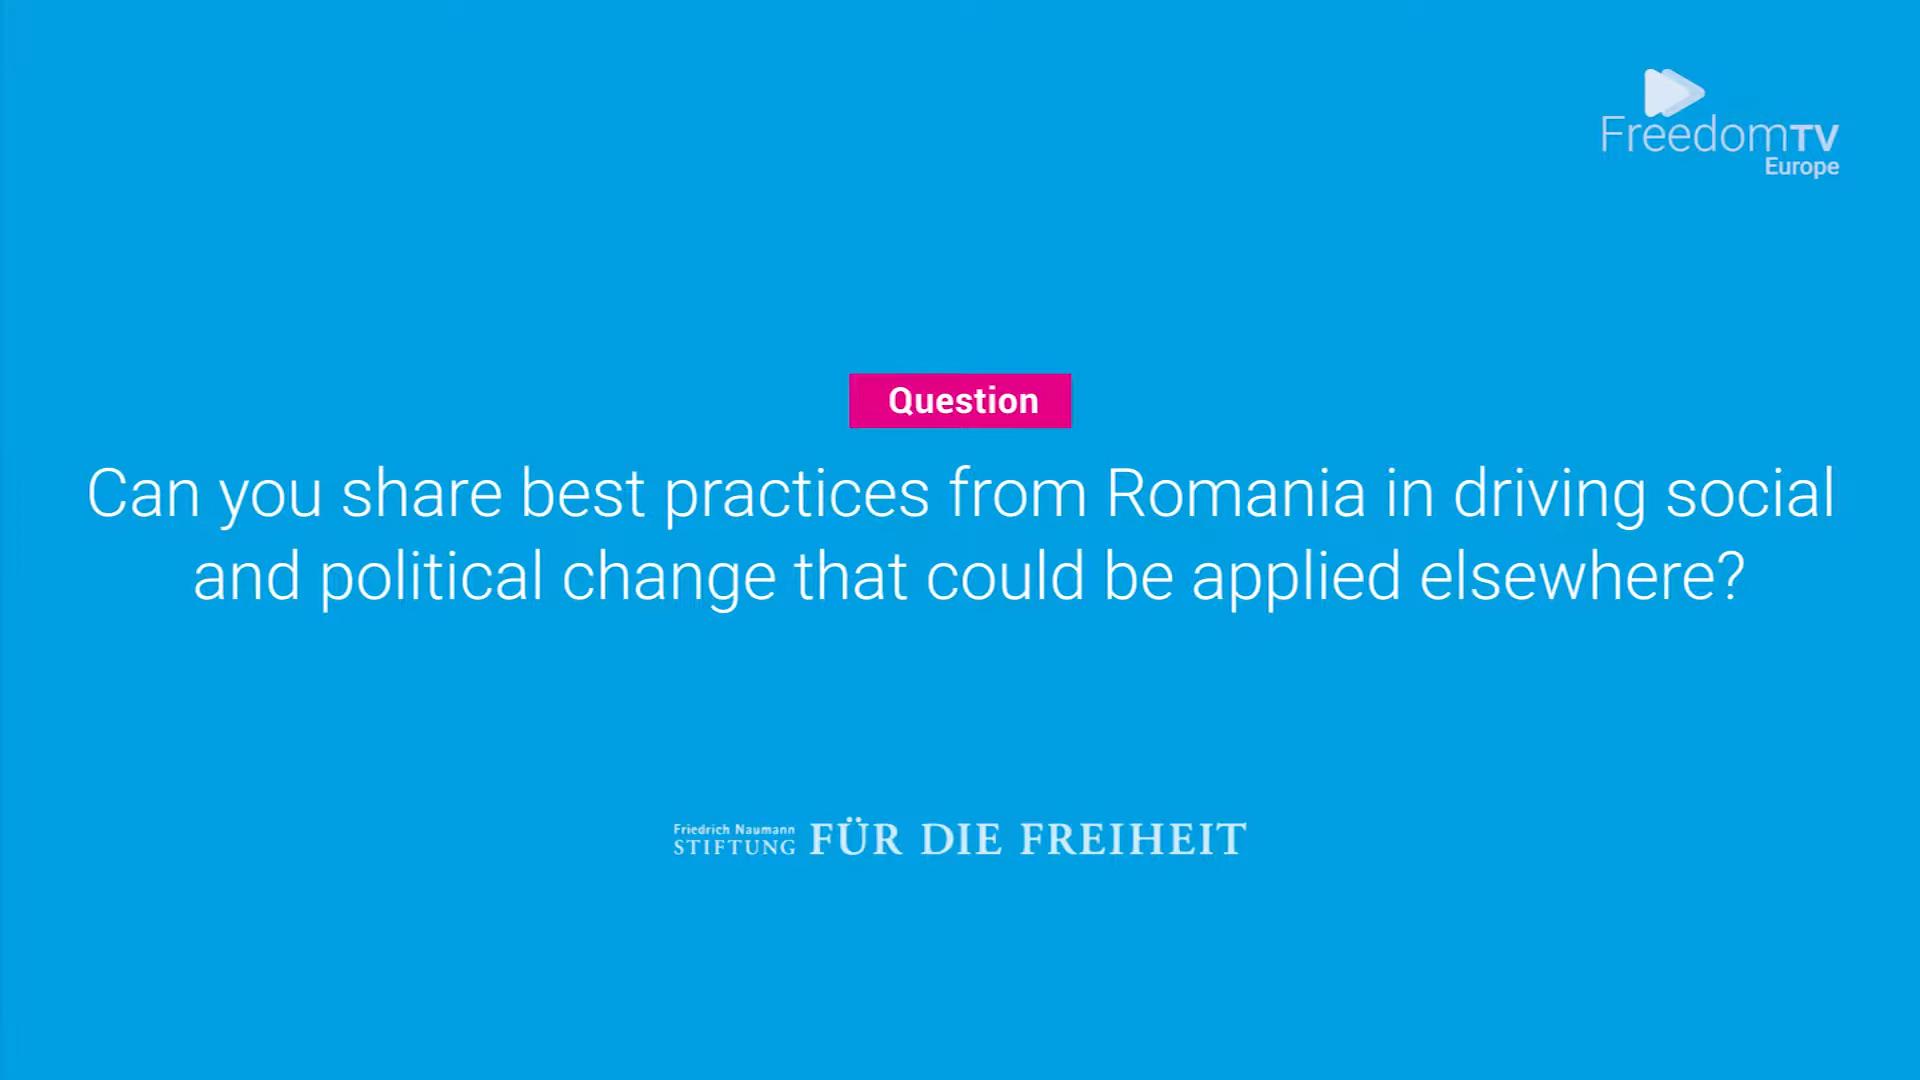 FreedomTV
Europe
Question
Can you share best practices from Romania in driving social
and political change that could be applied elsewhere?
Friedrich Naumann
STIFTUNG FÜR DIE FREIHEIT